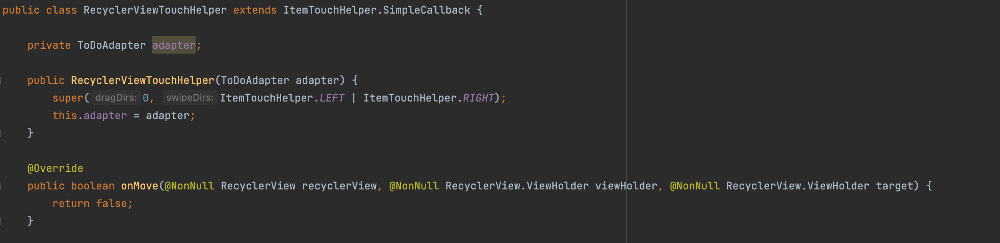 public class RecyclerViewTouchHelper extends ItemTouchHelper.SimpleCallback {
private ToDoAdapter adapter;
public RecyclerViewTouchHelper(ToDoAdapter adapter) {
super( dragDirs: 0, swipeDirs: ItemTouchHelper.LEFT | ItemTouchHelper.RIGHT);
this.adapter = adapter;
}
@Override
public boolean onMove(@NonNull RecyclerView recyclerView, @NonNull RecyclerView.ViewHolder viewHolder, @NonNull RecyclerView.ViewHolder target) {
return false;
}